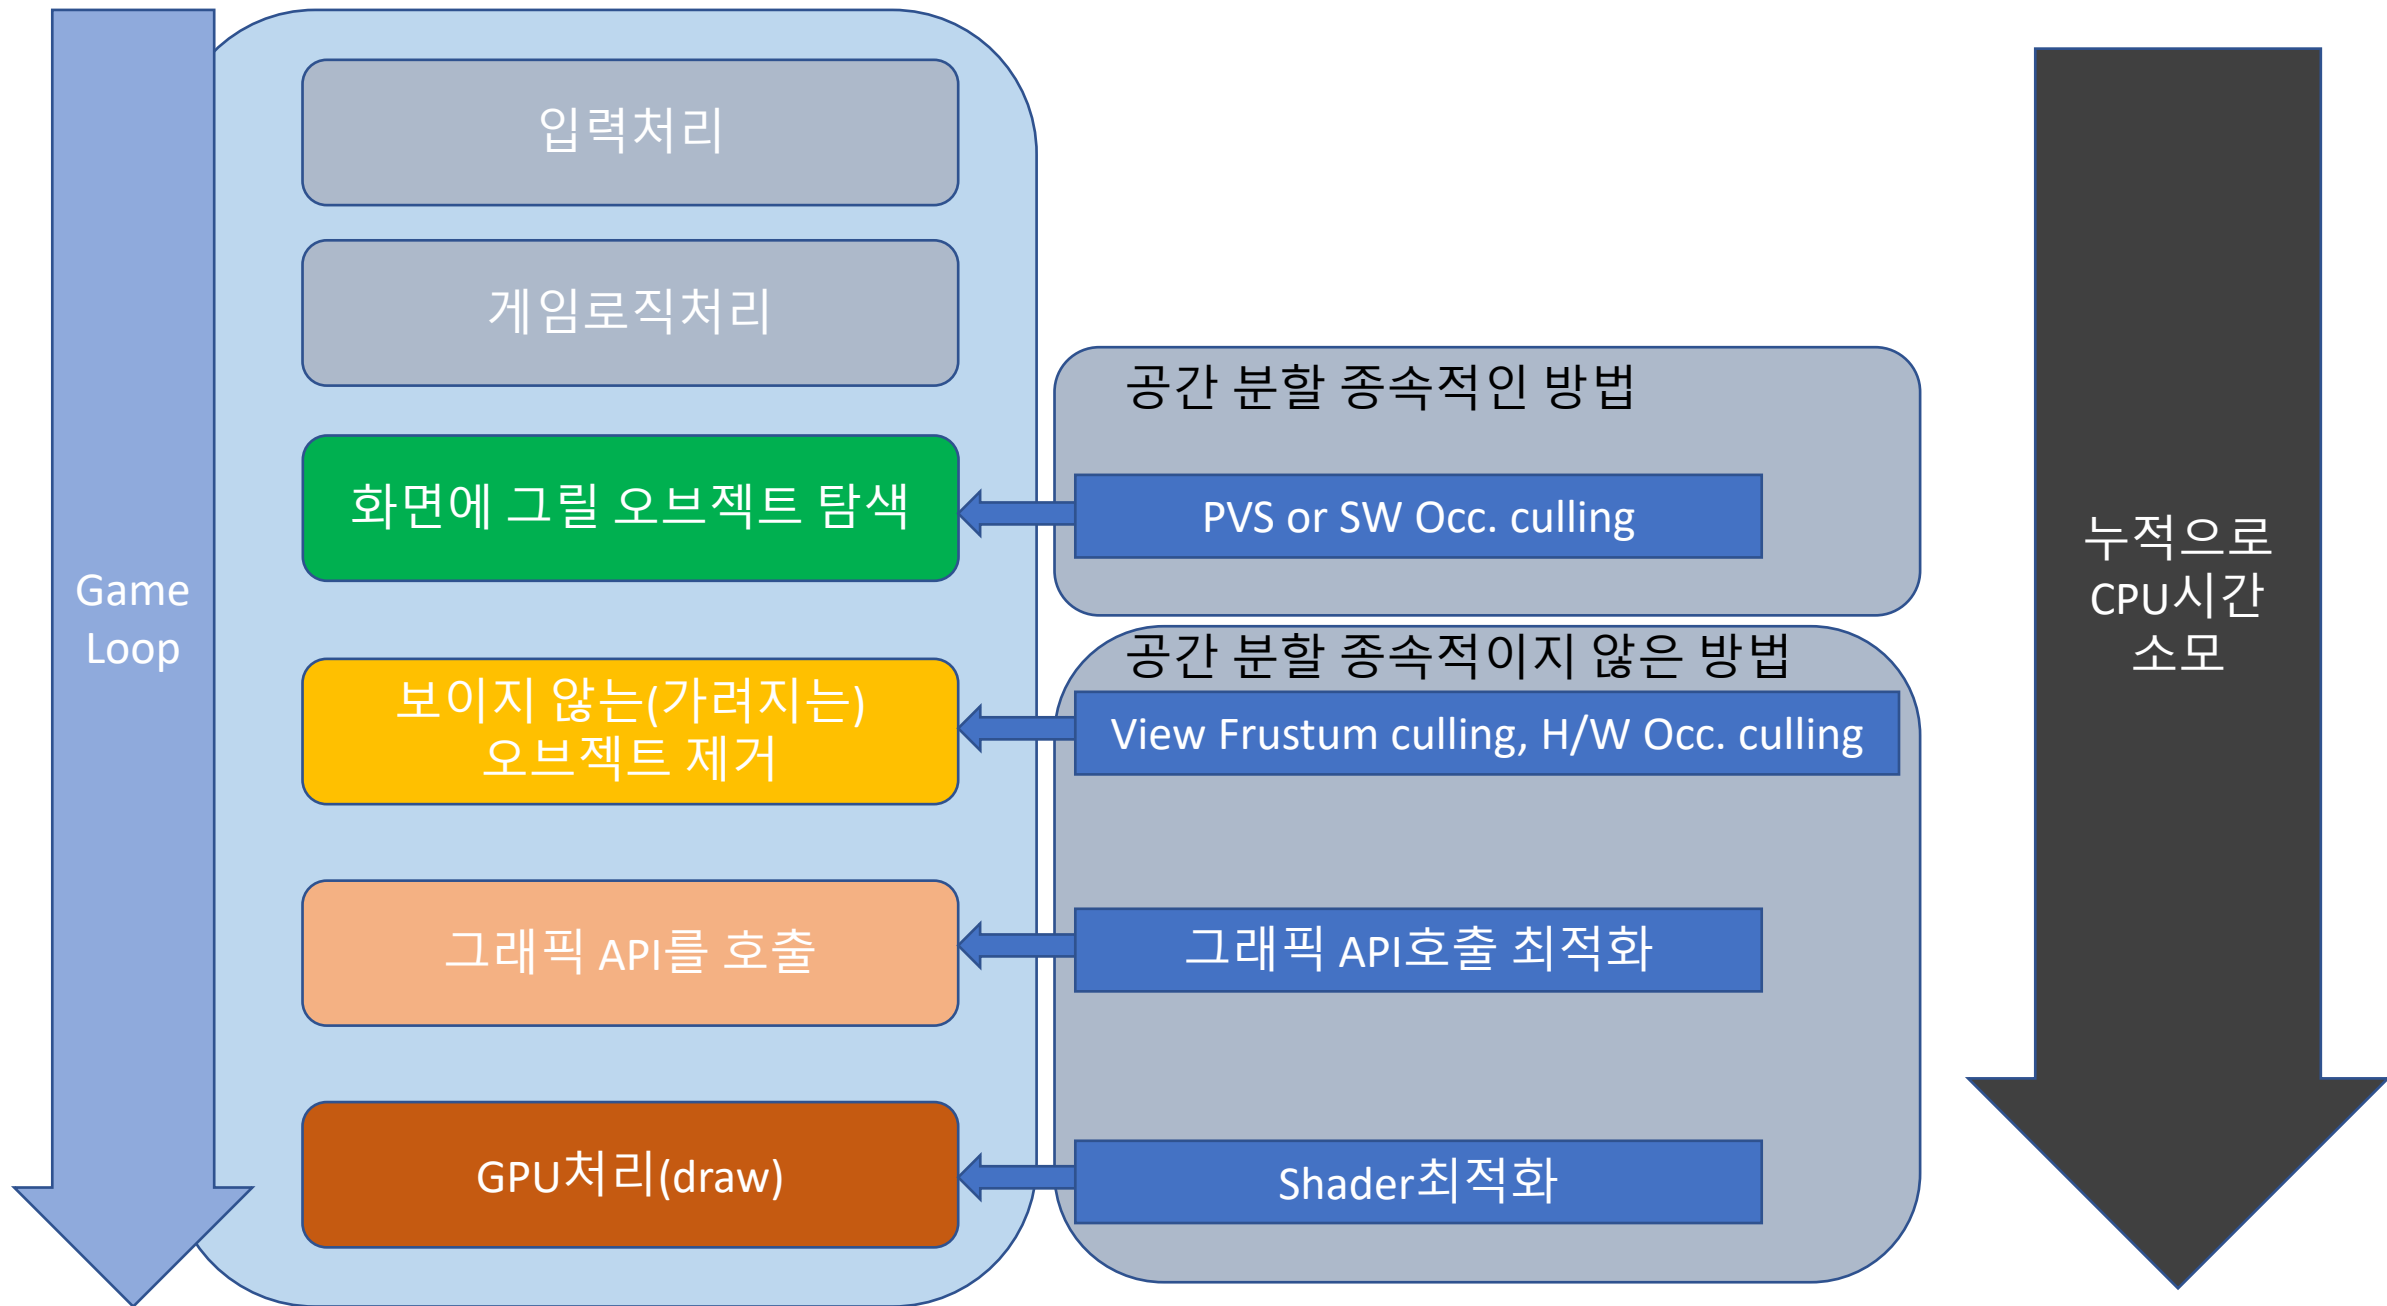 Game
Loop
입력처리
게임로직처리
화면에 그릴 오브젝트 탐색
보이지 않는(가려지는)
오브젝트 제거
그래픽 API를 호출
GPU처리(draw)
공간 분할 종속적인 방법
PVS or SW Occ. culling
공간 분할 종속적이지 않은 방법
View Frustum culling, H/W Occ. culling
그래픽 API호출 최적화
Shader최적화
누적으로
CPU시간
소모